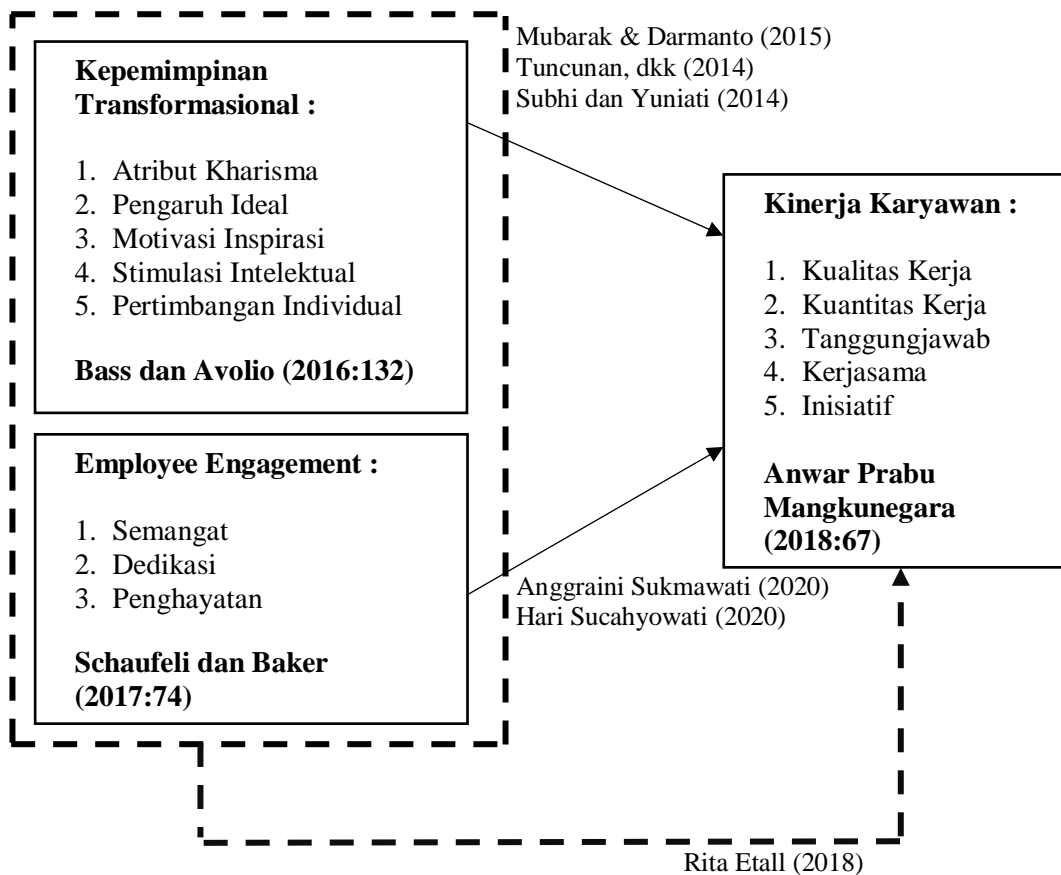 Kepemimpinan
Transformasional :
1. Atribut Kharisma
2. Pengaruh Ideal
3. Motivasi Inspirasi
4. Stimulasi Intelektual
5. Pertimbangan Individual
Bass dan Avolio (2016:132)
Mubarak & Darmanto (2015)
Tuncunan, dkk (2014)
Subhi dan Yuniati (2014)
Employee Engagement :
1. Semangat
2. Dedikasi
3. Penghayatan
Schaufeli dan Baker
(2017:74)
Anggraini Sukmawati (2020)
Hari Sucahyowati (2020)
Kinerja Karyawan :
1. Kualitas Kerja
2. Kuantitas Kerja
3. Tanggungjawab
4. Kerjasama
5. Inisiatif
Anwar Prabu
Mangkunegara
(2018:67)
Rita Etall (2018)